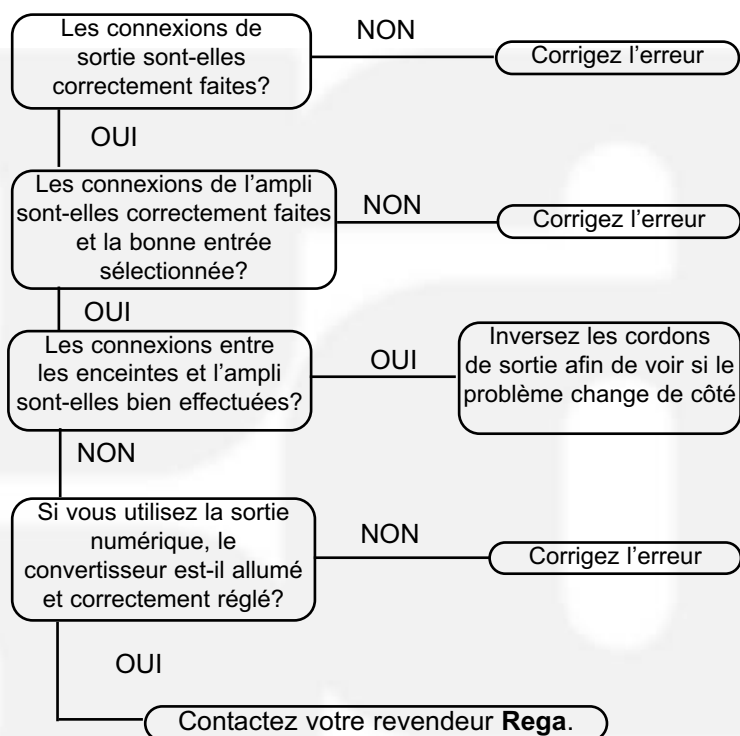 Les connexions de
sortie sont-elles
correctement faites?
NON
Corrigez l'erreur
OUI
Les connexions de l'ampli
sont-elles correctement faites
et la bonne entrée
sélectionnée?
NON
Corrigez l'erreur
OUI
Les connexions entre
les enceintes et l'ampli
sont-elles bien effectuées?
OUI
Inversez les cordons
de sortie afin de voir si le
problème change de côté
NON
Si vous utilisez la sortie
numérique, le
convertisseur est-il allumé
et correctement réglé?
NON
Corrigez l'erreur
OUI
Contactez votre revendeur Rega.